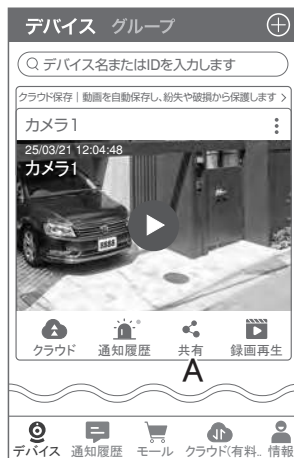 デバイス グループ
デバイス名またはIDを入力します
クラウド保存｜動画を自動保存し、紛失や破損から保護します >
カメラ1
25/03/21 12:04:48
カメラ1
8888
クラウド 通知履歴 共有 録画再生
A
デバイス 通知履歴 モール クラウド(有料.. 情報